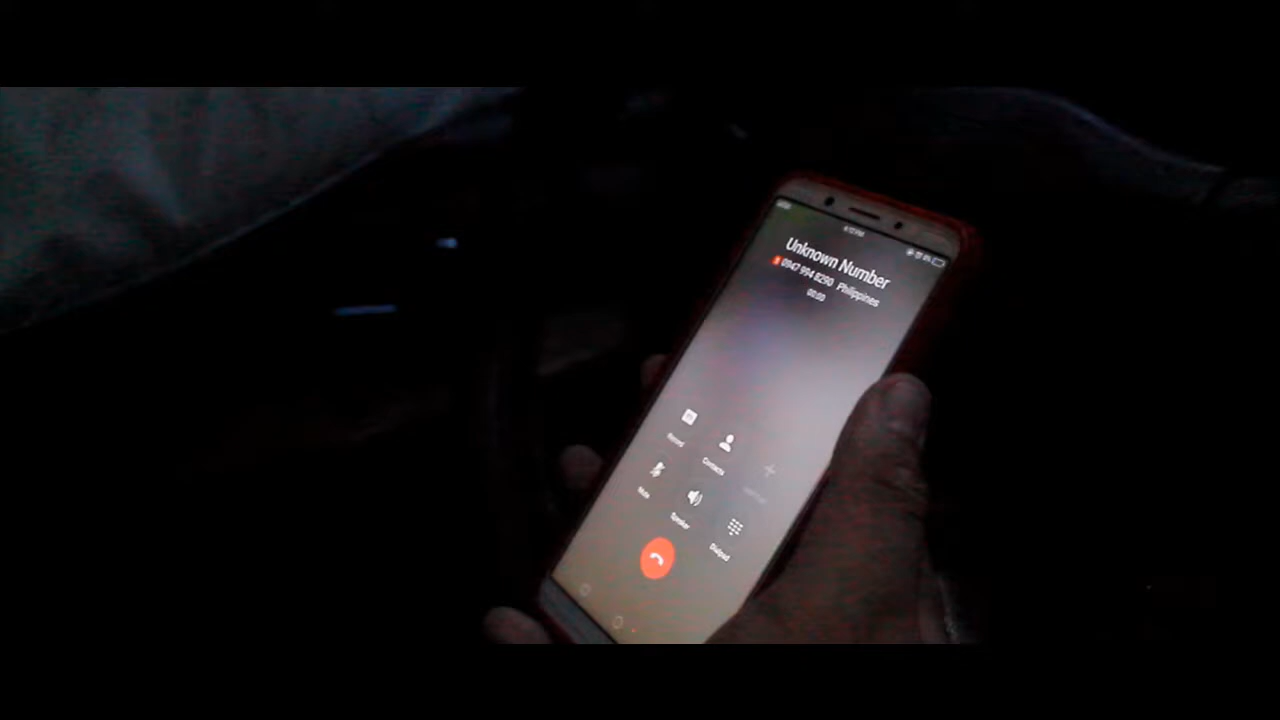 Unknown Number
0947 994 8290 Philippines
00:00
Record
Contacts
Mute
Speaker
Dialpad